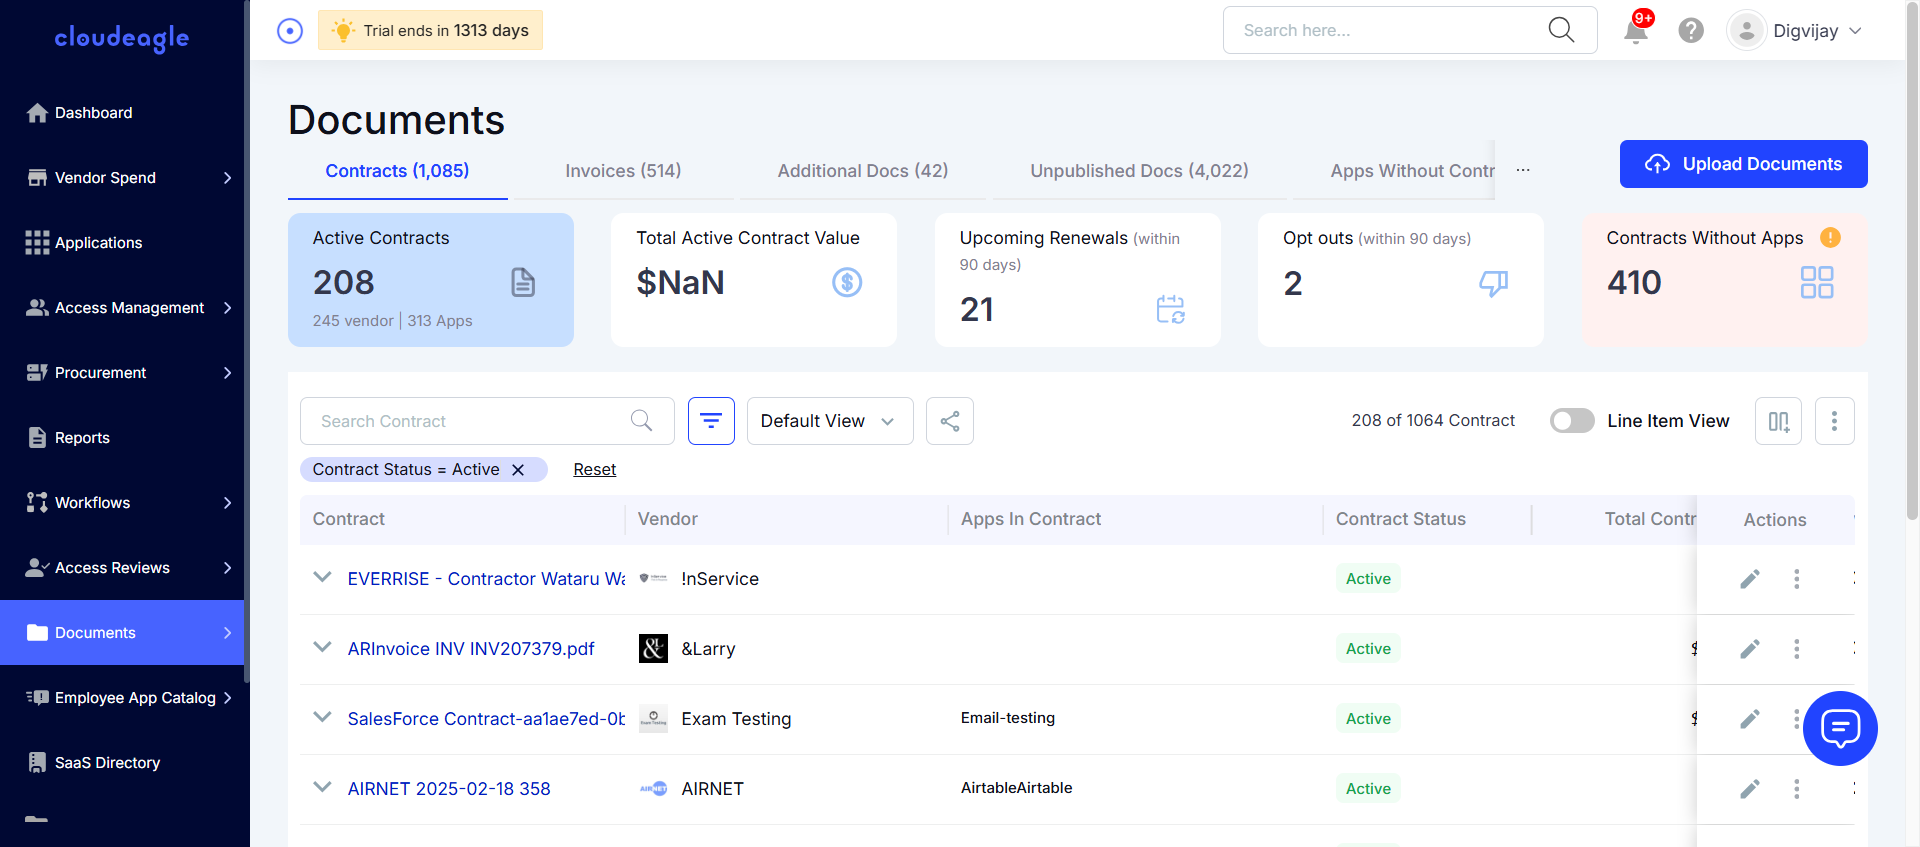 cloudeagle
Trial ends in 1313 days
Search here...
9+
Digvijay
Dashboard
Vendor Spend
Applications
Access Management
Procurement
Reports
Workflows
Access Reviews
Documents
Employee App Catalog
SaaS Directory
Documents
Contracts (1,085)
Invoices (514)
Additional Docs (42)
Unpublished Docs (4,022)
Apps Without Contr
...
Upload Documents
Active Contracts
208
245 vendor | 313 Apps
Total Active Contract Value
$NaN
Upcoming Renewals (within
90 days)
21
Opt outs (within 90 days)
2
Contracts Without Apps
410
Search Contract
Default View
208 of 1064 Contract
Line Item View
Contract Status = Active
Reset
Contract Vendor Apps In Contract Contract Status Total Contr Actions
EVERRISE - Contractor Wataru Wa !nService Active
ARInvoice INV INV207379.pdf &Larry Active $
SalesForce Contract-aa1ae7ed-0b Exam Testing Email-testing Active $
AIRNET 2025-02-18 358 AIRNET AirtableAirtable Active